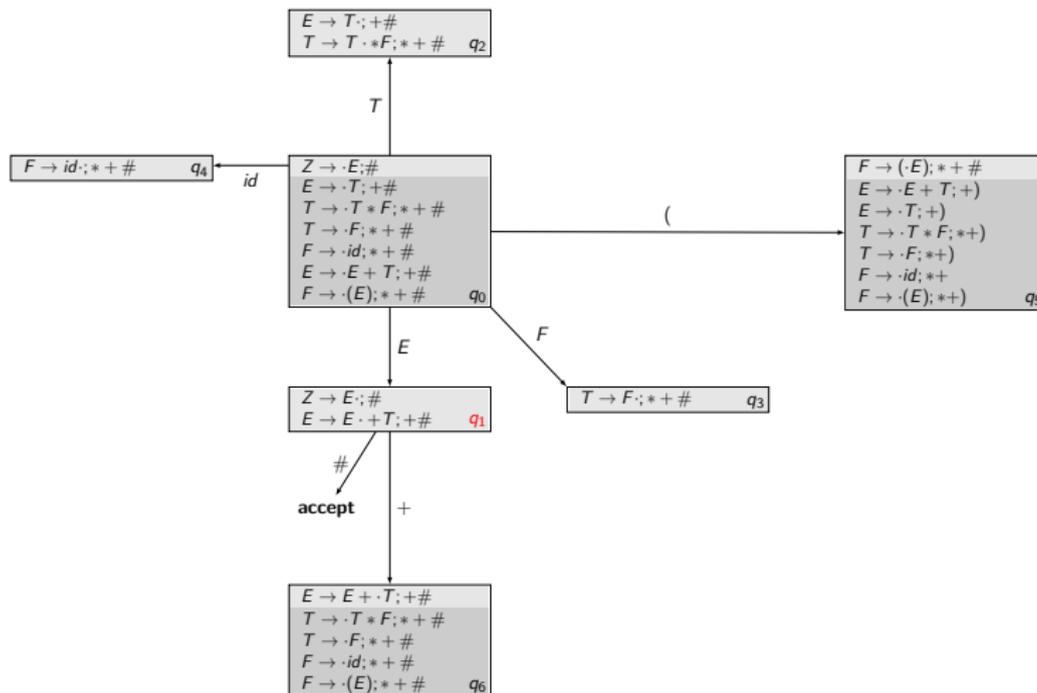 E → T·; +#
T → T · *F; * + # q2
T
F → id·; * + # q4
id
Z → ·E; #
E → ·T; +#
T → ·T * F; * + #
T → ·F; * + #
F → ·id; * + #
E → ·E + T; +#
F → ·(E); * + # q0
(
F → (·E); * + #
E → ·E + T; +)
E → ·T; +)
T → ·T * F; *+)
T → ·F; *+)
F → ·id; *+
F → ·(E); *+)
E
F
Z → E·; #
E → E · +T; +# q1
T → F·; * + # q3
#
accept
+
E → E + ·T; +#
T → ·T * F; * + #
T → ·F; * + #
F → ·id; * + #
F → ·(E); * + # q6